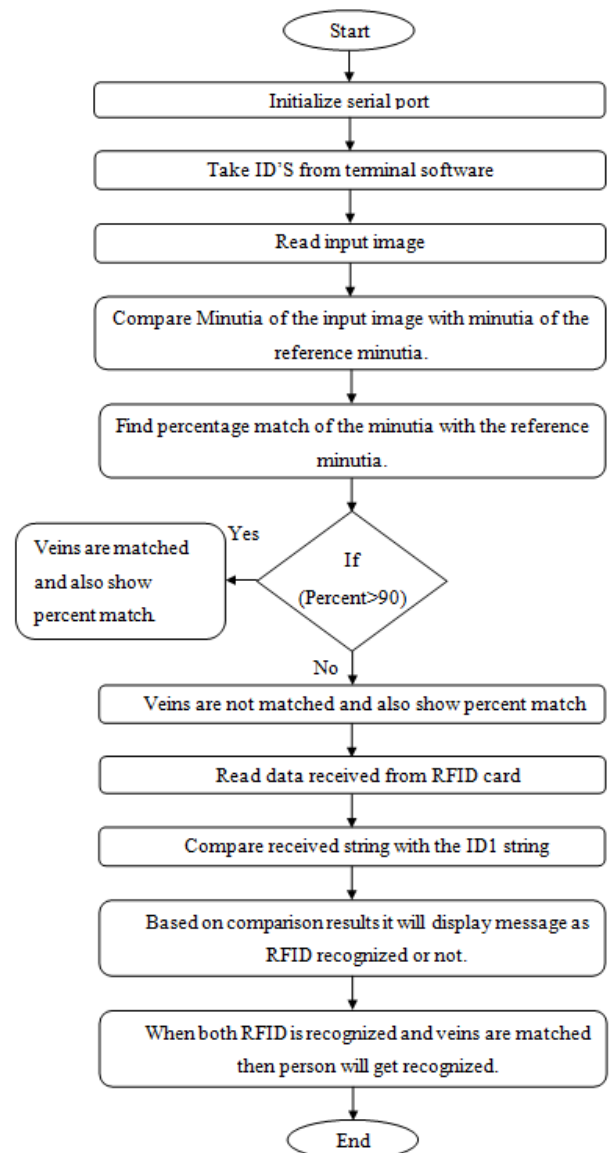 Start
Initialize serial port
Take ID’S from terminal software
Read input image
Compare Minutia of the input image with minutia of the
reference minutia.
Find percentage match of the minutia with the reference
minutia.
Yes
Veins are matched
and also show
percent match.
If
(Percent>90)
No
Veins are not matched and also show percent match
Read data received from RFID card
Compare received string with the ID1 string
Based on comparison results it will display message as
RFID recognized or not.
When both RFID is recognized and veins are matched
then person will get recognized.
End